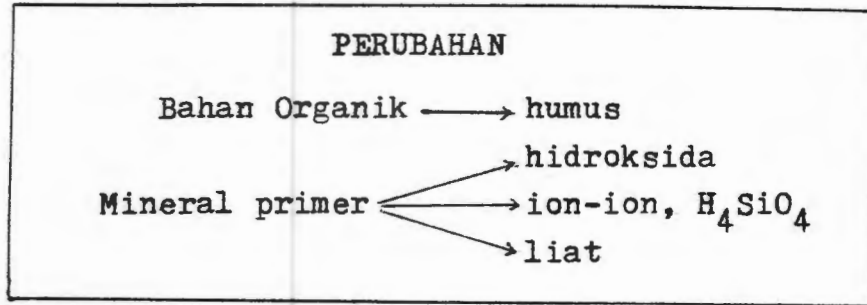 PERUBAHAN
Bahan Organik → humus
hidroksida
Mineral primer → ion-ion, H₄SiO₄
liat